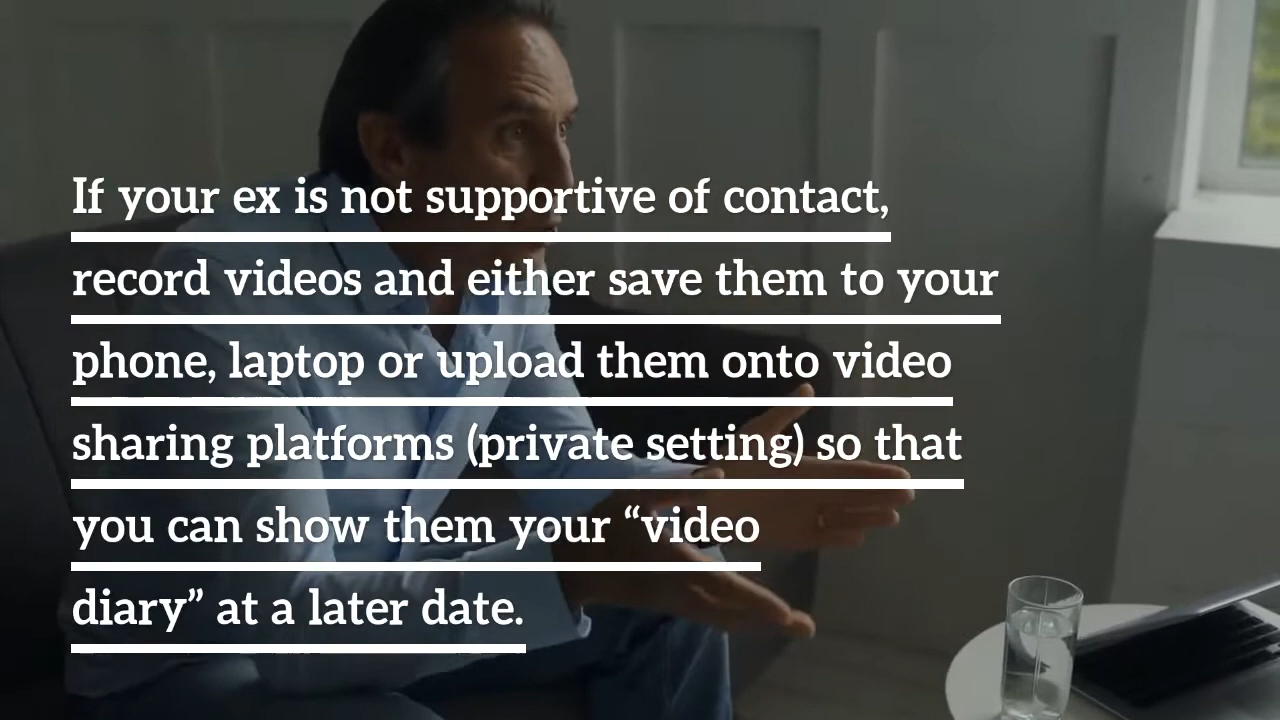 If your ex is not supportive of contact,
record videos and either save them to your
phone, laptop or upload them onto video
sharing platforms (private setting) so that
you can show them your “video
diary” at a later date.